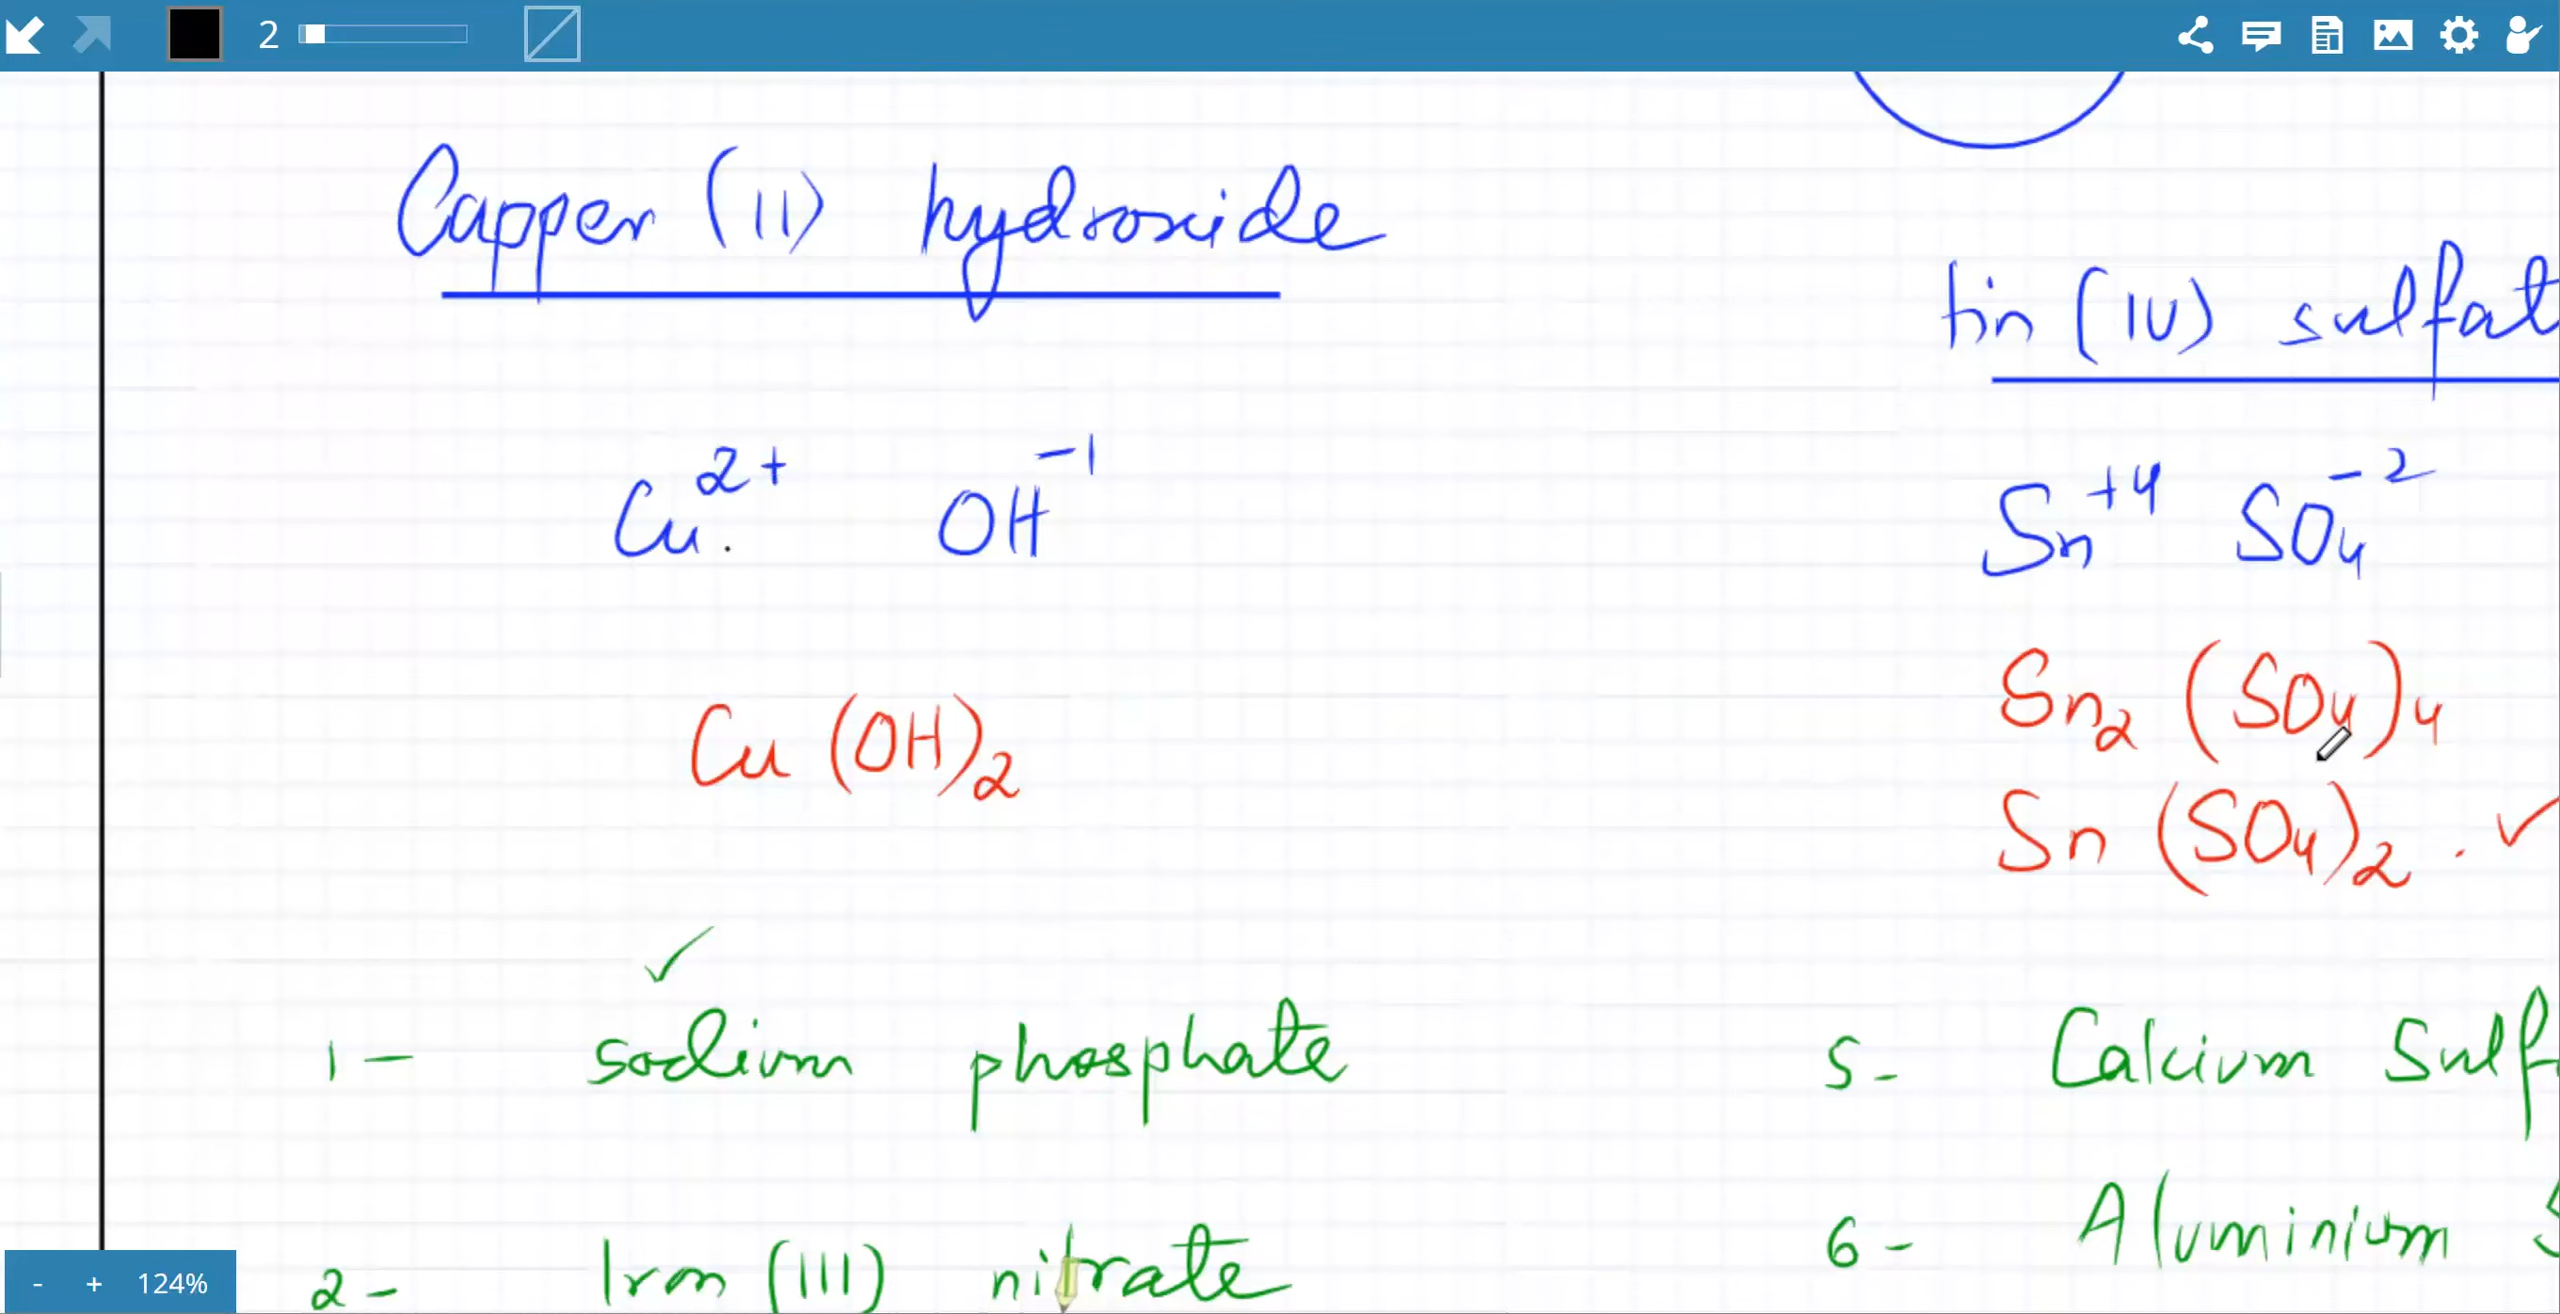 2
Capper (II) hydroxide
tin (IV) sulfat
Cu²⁺ OH⁻¹
Sn⁺⁴ SO₄⁻²
Cu (OH)₂
Sn₂ (SO₄)₄
Sn (SO₄)₂ . ✓
✓
1- sodium phosphate
5- Calcium Sulf
2- Iron (III) nitrate
6- Aluminium S
- + 124%